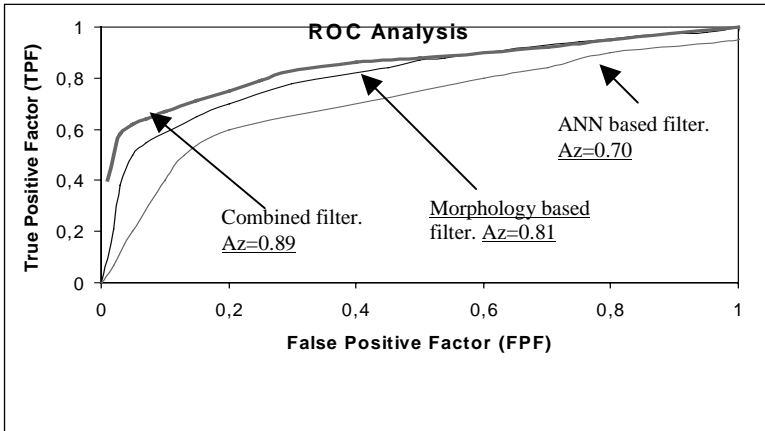 ROC Analysis
True Positive Factor (TPF)
1
0,8
0,6
0,4
0,2
0
ANN based filter.
Az=0.70
Combined filter.
Az=0.89
Morphology based
filter. Az=0.81
0 0,2 0,4 0,6 0,8 1
False Positive Factor (FPF)